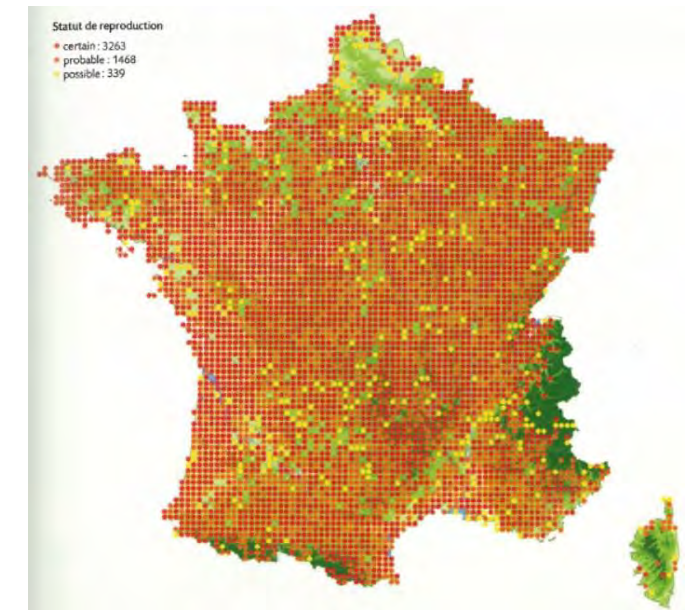 Statut de reproduction
certain : 3263
probable : 1468
possible : 339